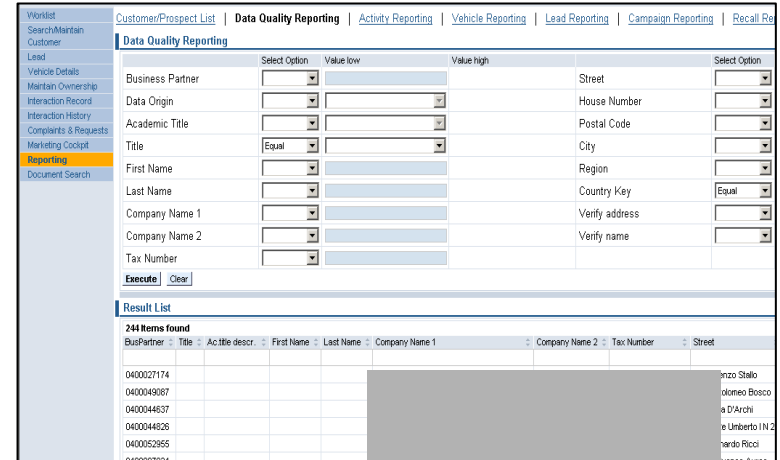 Worklist
Search/Maintain
Customer
Lead
Vehicle Details
Maintain Ownership
Interaction Record
Interaction History
Complaints & Requests
Marketing Cockpit
Reporting
Document Search
Customer/Prospect List | Data Quality Reporting | Activity Reporting | Vehicle Reporting | Lead Reporting | Campaign Reporting | Recall Re
Data Quality Reporting
Select Option Value low Value high Select Option
Business Partner Street
Data Origin House Number
Academic Title Postal Code
Title Equal City
First Name Region
Last Name Country Key Equal
Company Name 1 Verify address
Company Name 2 Verify name
Tax Number
Execute Clear
Result List
244 Items found
BusPartner Title Ac.title descr. First Name Last Name Company Name 1 Company Name 2 Tax Number Street
0400027174 enzo Stallo
0400049087 olomeo Bosco
0400044637 a D'Archi
0400044826 e Umberto I N 2
0400052955 nardo Ricci